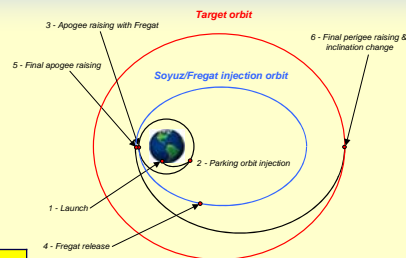 Target orbit
3 - Apogee raising with Fregat
6 - Final perigee raising &
inclination change
5 - Final apogee raising
Soyuz/Fregat injection orbit
2 - Parking orbit injection
1 - Launch
4 - Fregat release